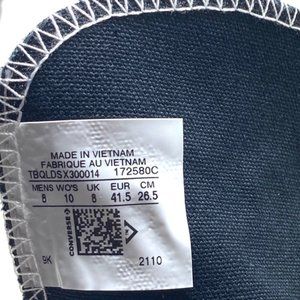 MADE IN VIETNAM
FABRIQUE AU VIETNAM
TBQLDSX300014 172580C
MENS WO'S UK EUR CM
8 10 8 41.5 26.5
CONVERSE
9K 2110